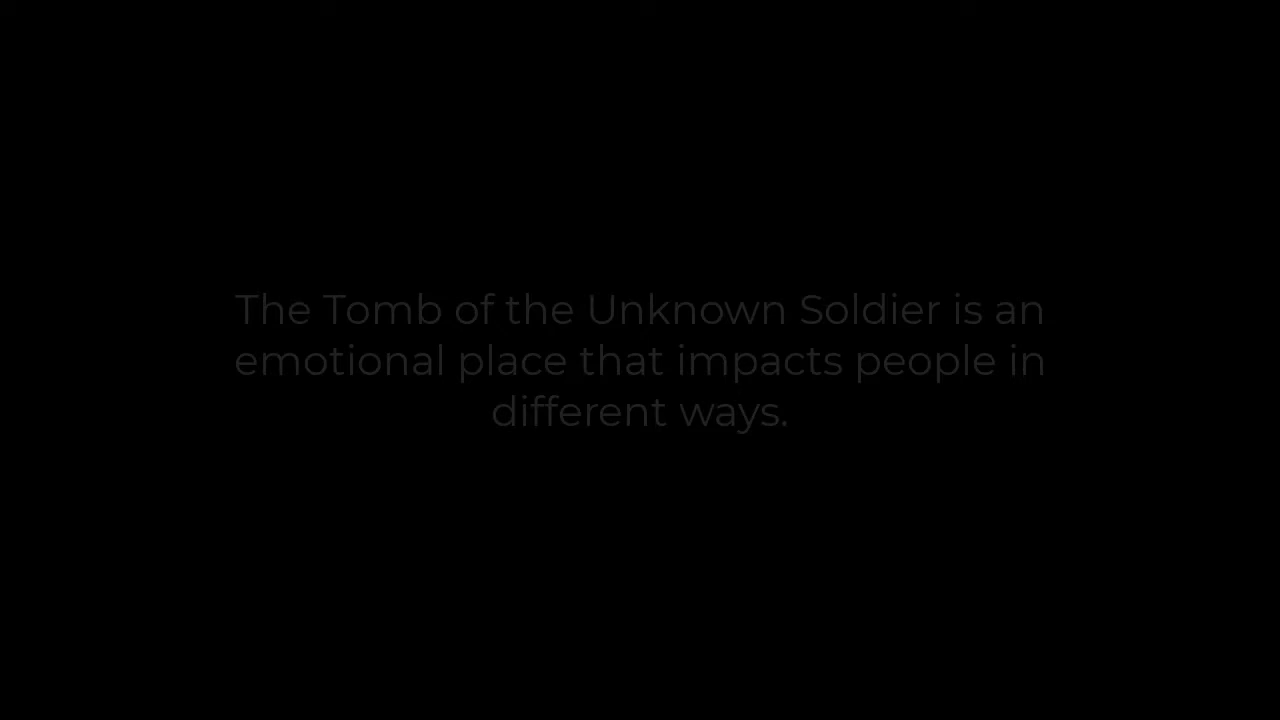 The Tomb of the Unknown Soldier is an
emotional place that impacts people in
different ways.